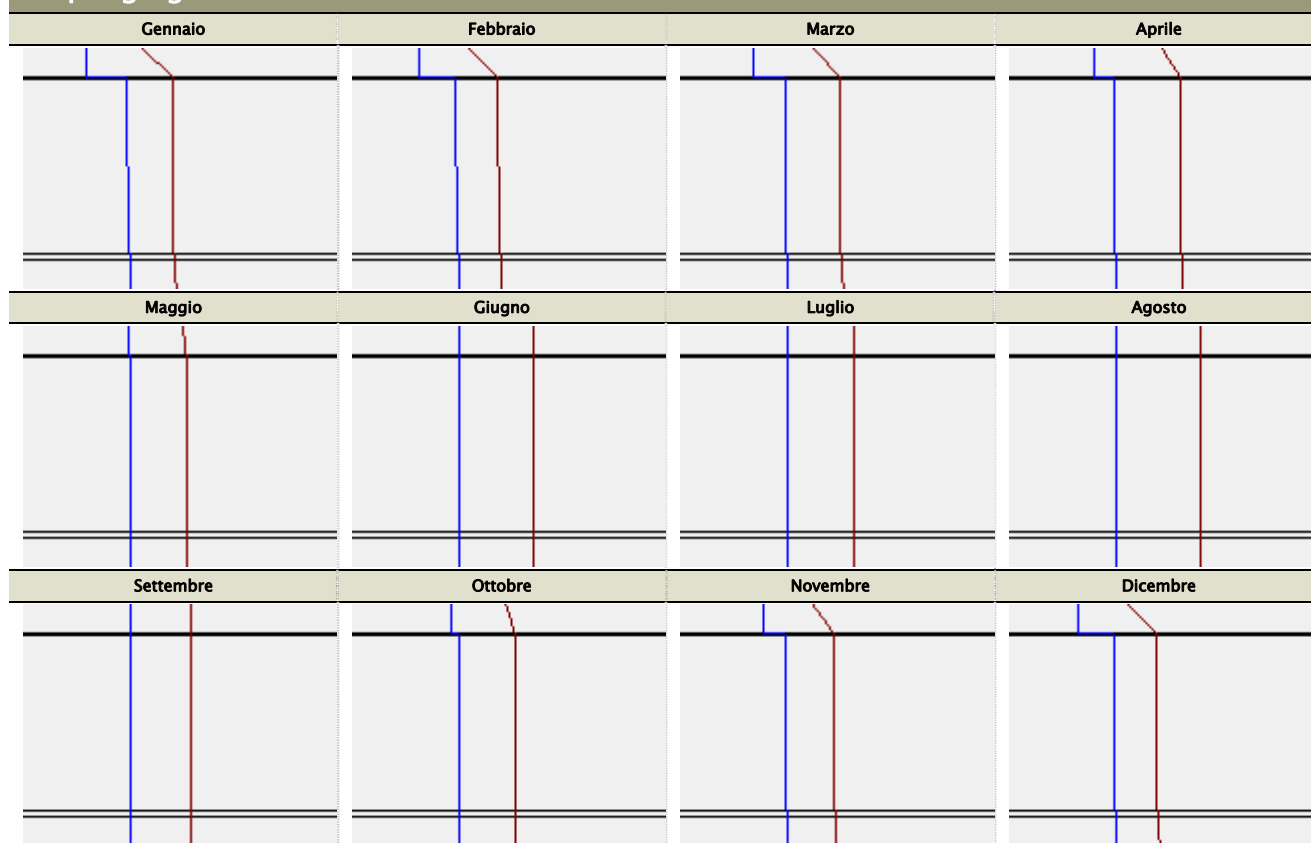 Gennaio Febbraio Marzo Aprile
Maggio Giugno Luglio Agosto
Settembre Ottobre Novembre Dicembre